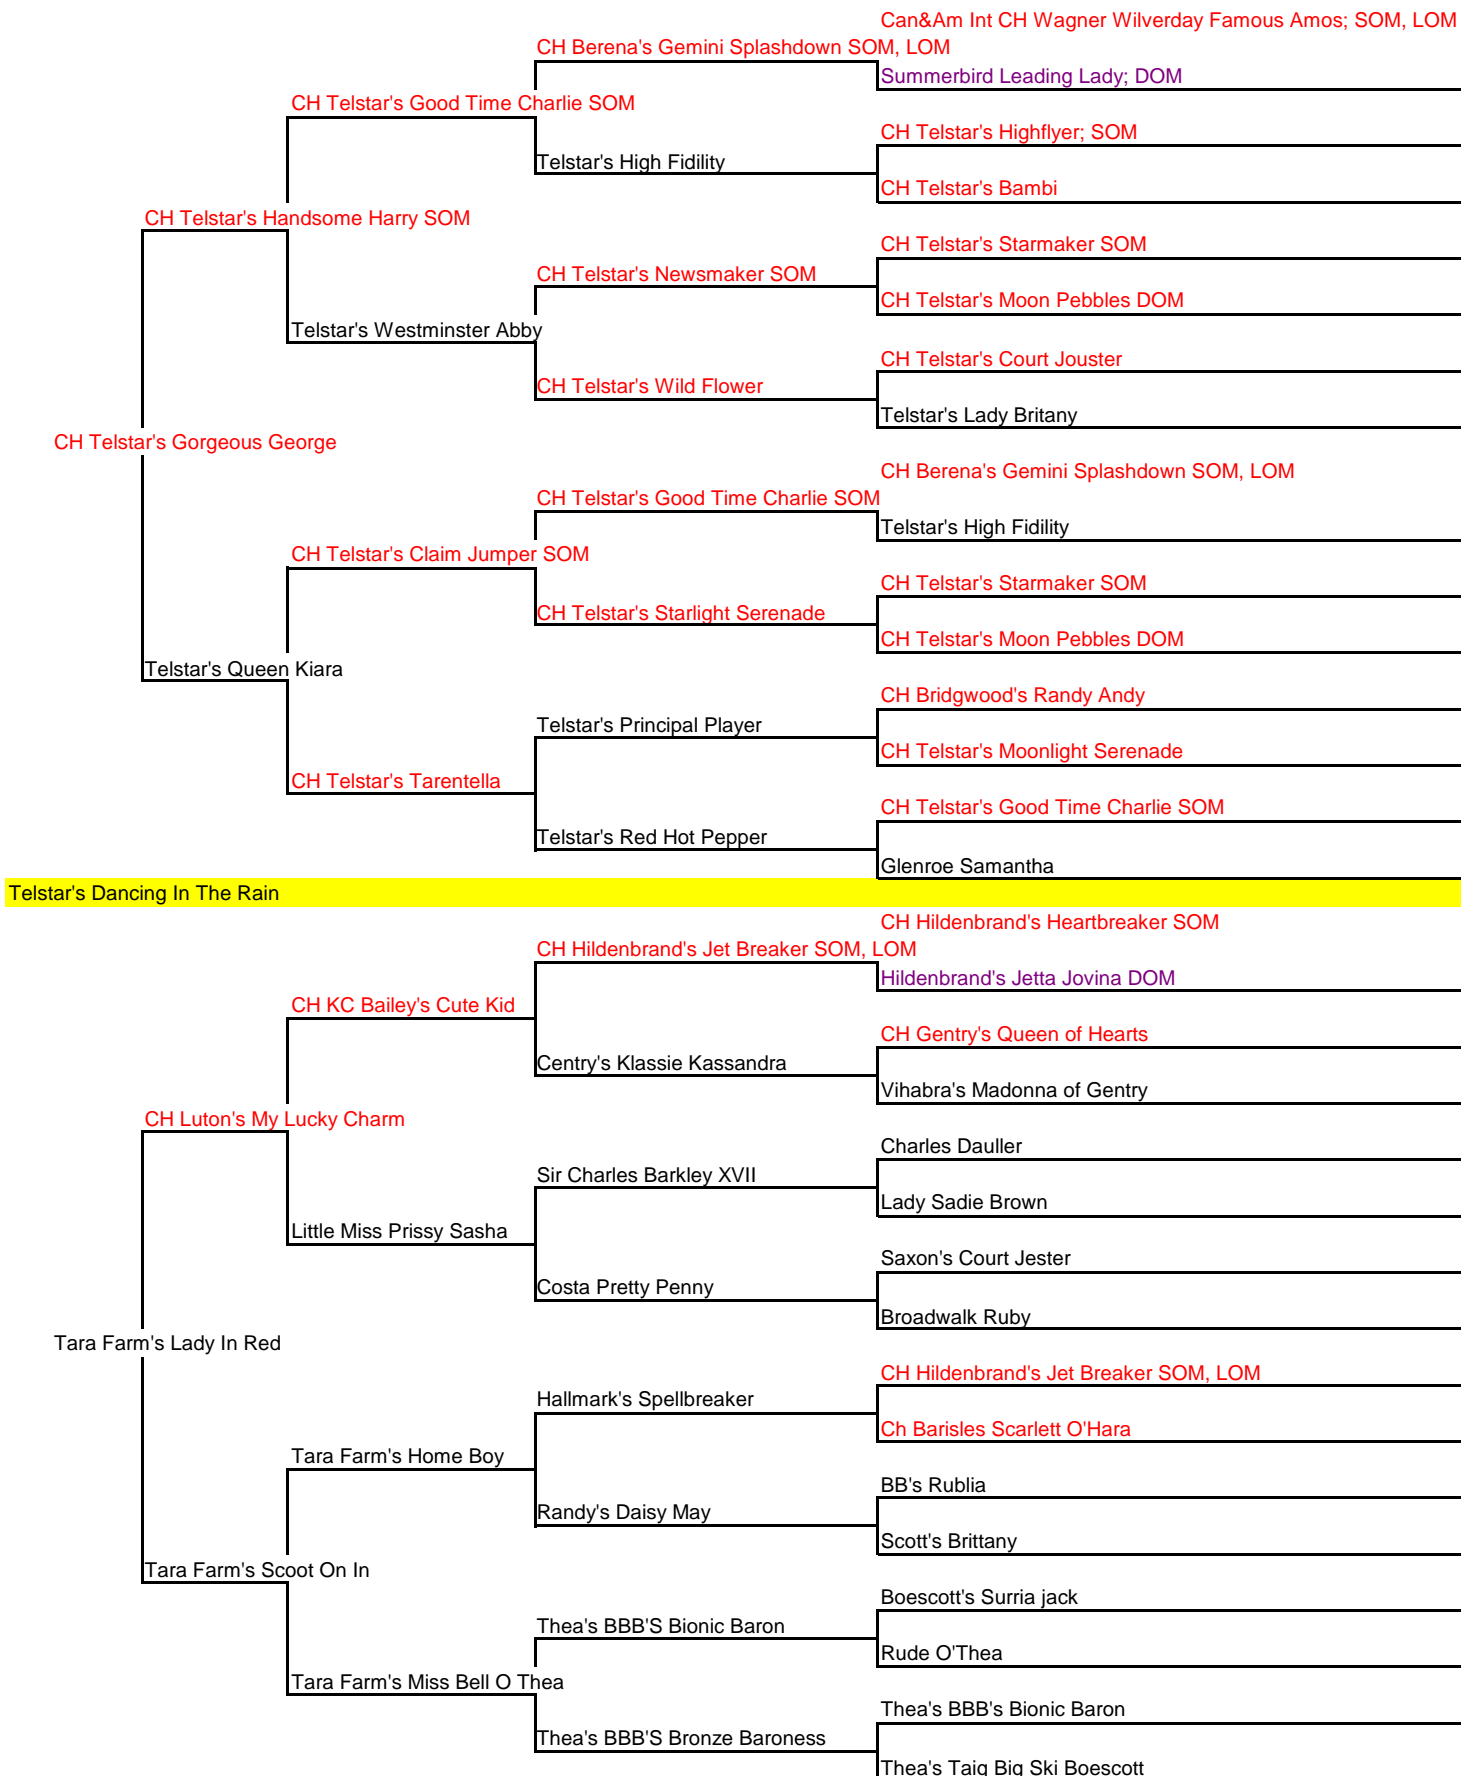 Can&Am Int CH Wagner Wilverday Famous Amos; SOM, LOM
CH Berena's Gemini Splashdown SOM, LOM
Summerbird Leading Lady; DOM
CH Telstar's Good Time Charlie SOM
CH Telstar's Highflyer; SOM
Telstar's High Fidility
CH Telstar's Bambi
CH Telstar's Handsome Harry SOM
CH Telstar's Starmaker SOM
CH Telstar's Newsmaker SOM
CH Telstar's Moon Pebbles DOM
Telstar's Westminster Abby
CH Telstar's Court Jouster
CH Telstar's Wild Flower
Telstar's Lady Britany
CH Telstar's Gorgeous George
CH Berena's Gemini Splashdown SOM, LOM
CH Telstar's Good Time Charlie SOM
Telstar's High Fidility
CH Telstar's Claim Jumper SOM
CH Telstar's Starmaker SOM
CH Telstar's Starlight Serenade
CH Telstar's Moon Pebbles DOM
Telstar's Queen Kiara
CH Bridgwood's Randy Andy
Telstar's Principal Player
CH Telstar's Moonlight Serenade
CH Telstar's Tarentella
CH Telstar's Good Time Charlie SOM
Telstar's Red Hot Pepper
Glenroe Samantha
Telstar's Dancing In The Rain
CH Hildenbrand's Heartbreaker SOM
CH Hildenbrand's Jet Breaker SOM, LOM
Hildenbrand's Jetta Jovina DOM
CH KC Bailey's Cute Kid
CH Gentry's Queen of Hearts
Centry's Klassie Kassandra
Vihabra's Madonna of Gentry
CH Luton's My Lucky Charm
Charles Dauller
Sir Charles Barkley XVII
Lady Sadie Brown
Little Miss Prissy Sasha
Saxon's Court Jester
Costa Pretty Penny
Broadwalk Ruby
Tara Farm's Lady In Red
CH Hildenbrand's Jet Breaker SOM, LOM
Hallmark's Spellbreaker
Ch Barisles Scarlett O'Hara
Tara Farm's Home Boy
BB's Rublia
Randy's Daisy May
Scott's Brittany
Tara Farm's Scoot On In
Boescott's Surria jack
Thea's BBB'S Bionic Baron
Rude O'Thea
Tara Farm's Miss Bell O Thea
Thea's BBB's Bionic Baron
Thea's BBB'S Bronze Baroness
Thea's Taig Big Ski Boescott